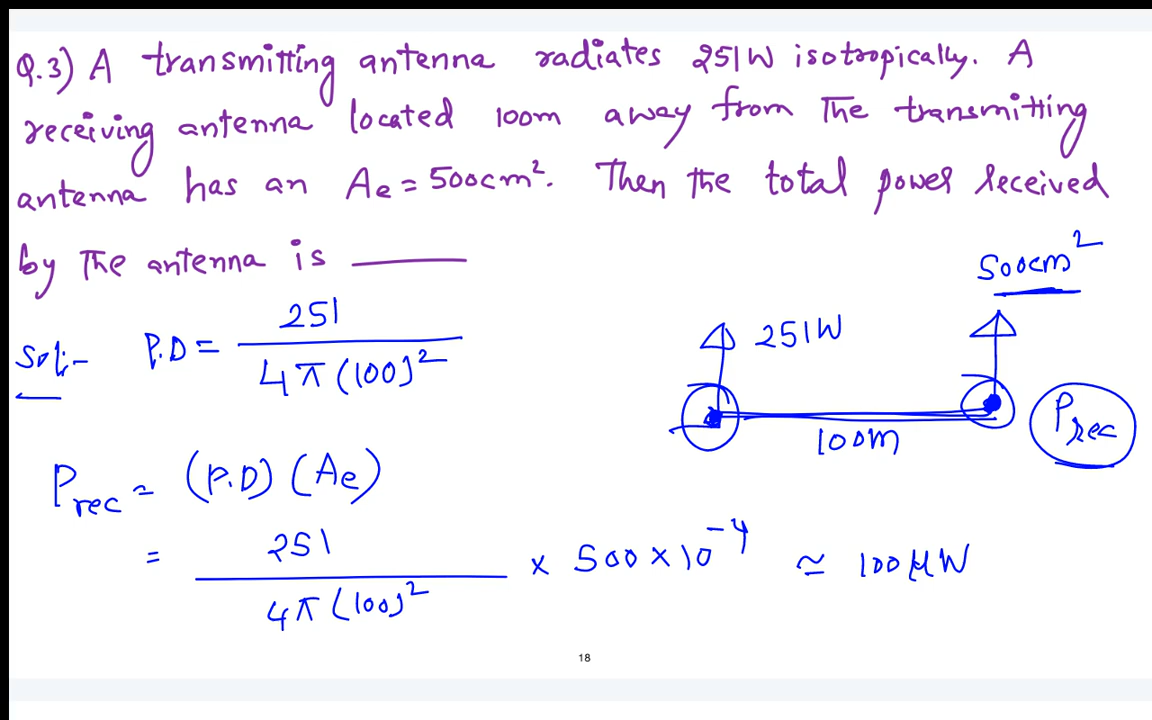 Q.3) A transmitting antenna radiates 251W isotropically. A
receiving antenna located 100m away from The transmitting
antenna has an Ae = 500cm². Then the total power received
by The antenna is ______
500cm²
251W
Sol:- P.D = 251 / 4π(100)²
100m
Prec
Prec = (P.D) (Ae)
= 251 / 4π(100)² × 500 × 10⁻⁴ ≃ 100μW
18